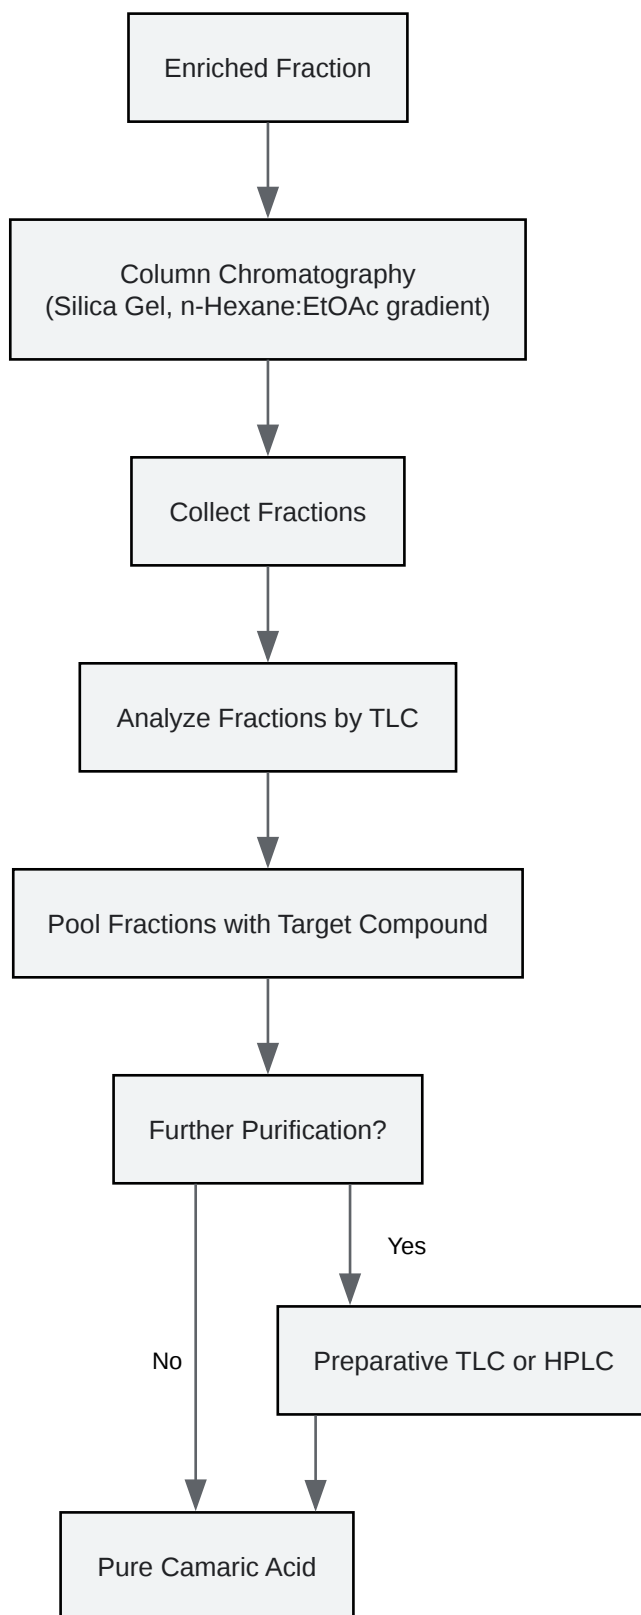 Enriched Fraction
Column Chromatography
(Silica Gel, n-Hexane:EtOAc gradient)
Collect Fractions
Analyze Fractions by TLC
Pool Fractions with Target Compound
Further Purification?
Yes
No
Preparative TLC or HPLC
Pure Camaric Acid